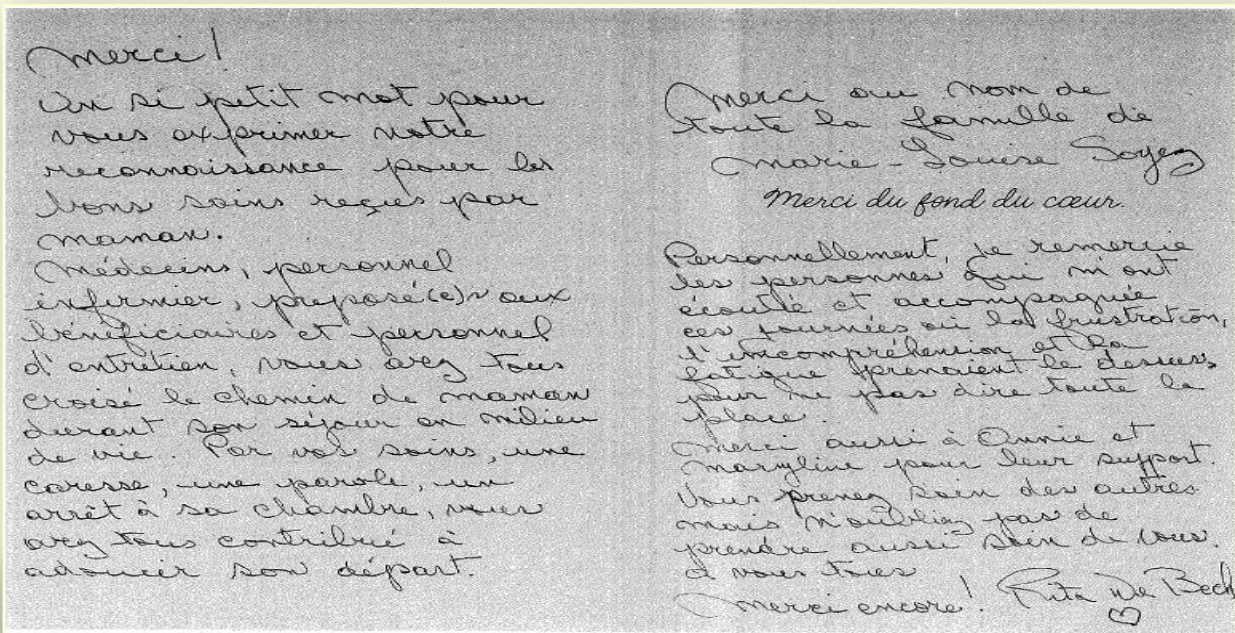 Merci!
Un si petit mot pour
vous exprimer notre
reconnaissance pour les
bons soins reçus par
maman.
Médecins, personnel
infirmier, préposé(e)s aux
bénéficiaires et personnel
d'entretien, vous avez tous
croisé le chemin de maman
durant son séjour en milieu
de vie. Par vos soins, une
caresse, une parole, un
arrêt à sa chambre, vous
avez tous contribué à
adoucir son départ.
Merci au nom de
toute la famille de
Marie-Louise Soyez
Merci du fond du cœur.
Personnellement, je remercie
les personnes qui m'ont
écouté et accompagnée
ces journées où la frustration,
l'incompréhension et la
fatigue prenaient le dessus,
pour ne pas dire toute la
place.
Merci aussi à Annie et
Maryline pour leur support.
Vous prenez soin des autres
mais n'oubliez pas de
prendre aussi soin de vous.
à vous tous
Merci encore! Rita De